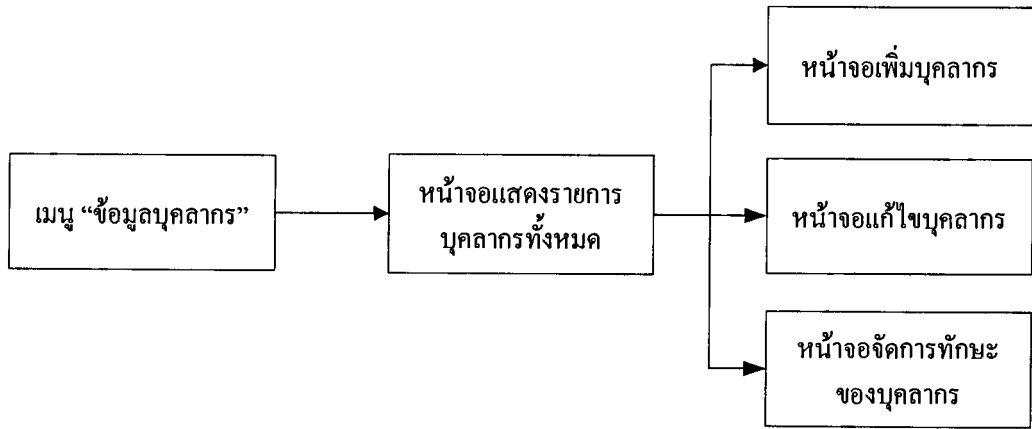 หน้าจอเพิ่มบุคลากร
เมนู “ข้อมูลบุคลากร”
หน้าจอแสดงรายการ
บุคลากรทั้งหมด
หน้าจอแก้ไขบุคลากร
หน้าจอจัดการทักษะ
ของบุคลากร